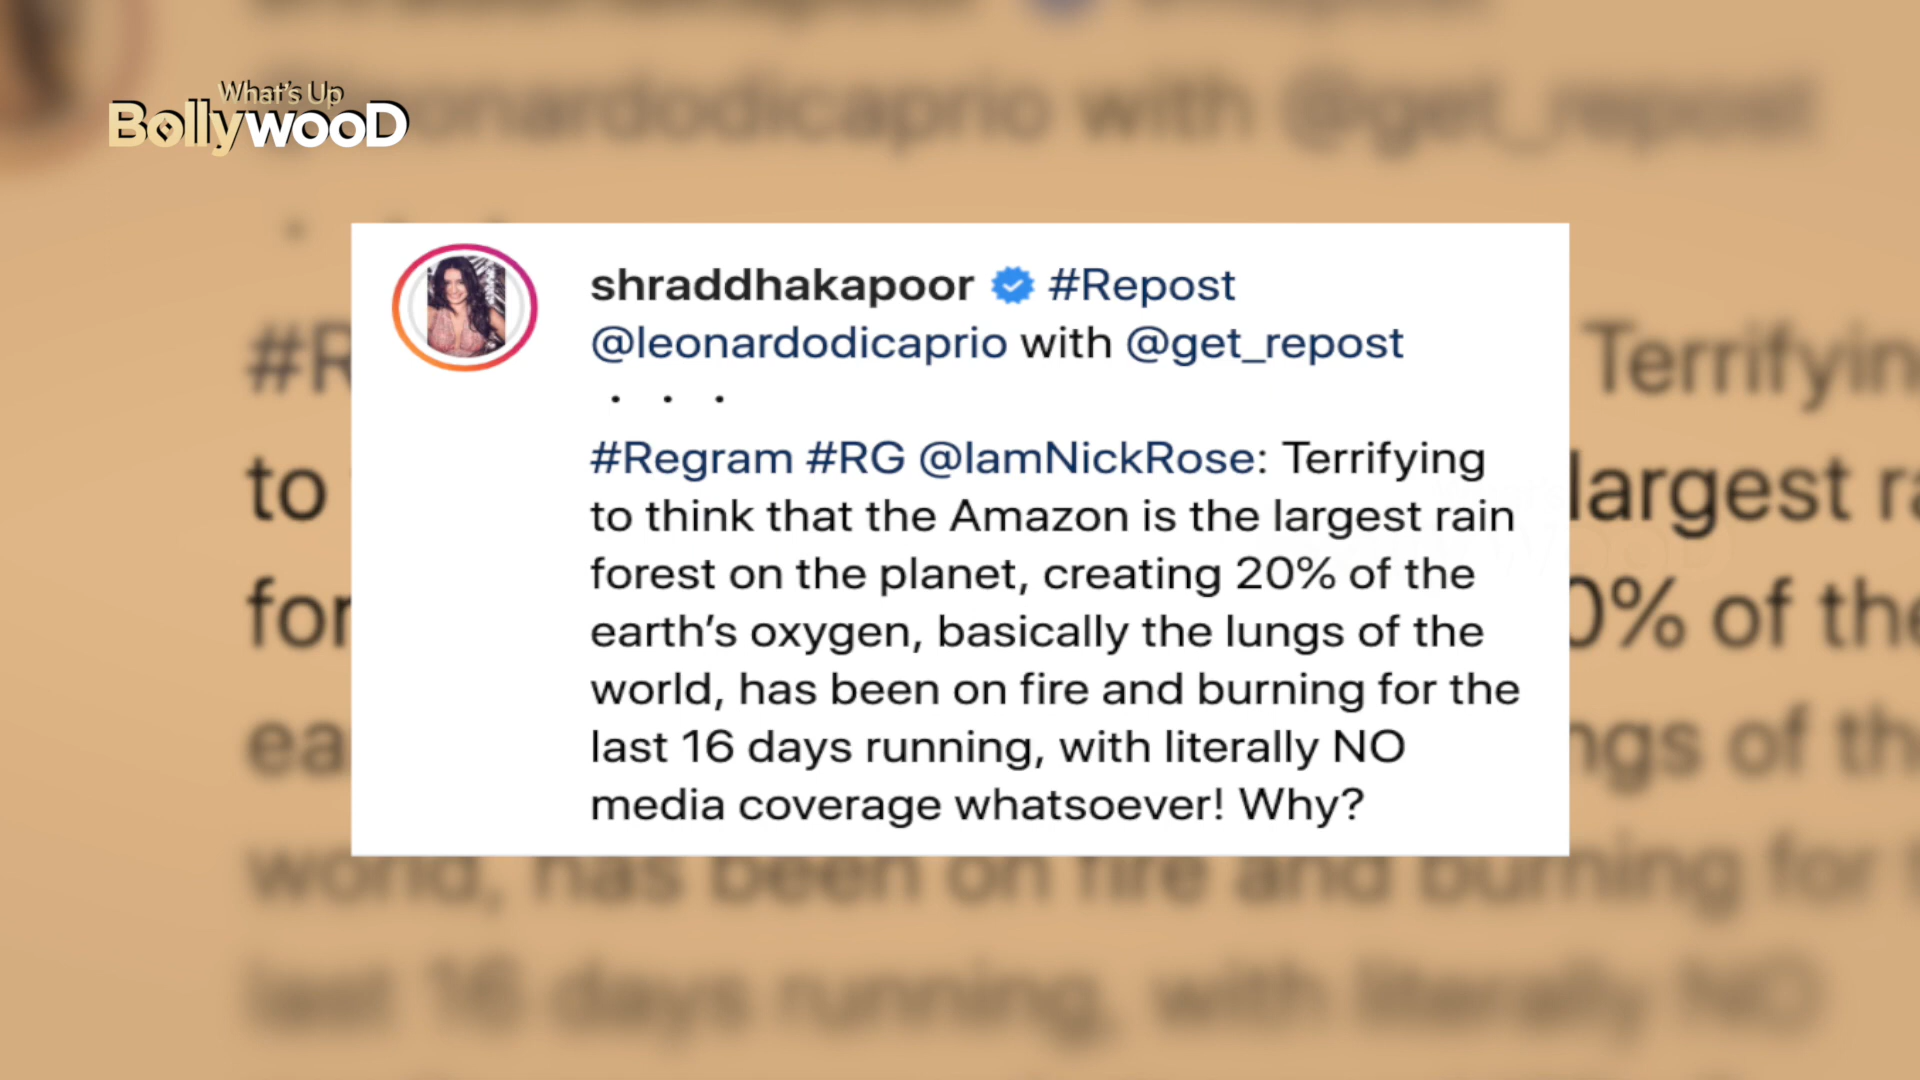 What's Up
BollywooD
shraddhakapoor #Repost
@leonardodicaprio with @get_repost
· · ·
#Regram #RG @IamNickRose: Terrifying
to think that the Amazon is the largest rain
forest on the planet, creating 20% of the
earth’s oxygen, basically the lungs of the
world, has been on fire and burning for the
last 16 days running, with literally NO
media coverage whatsoever! Why?